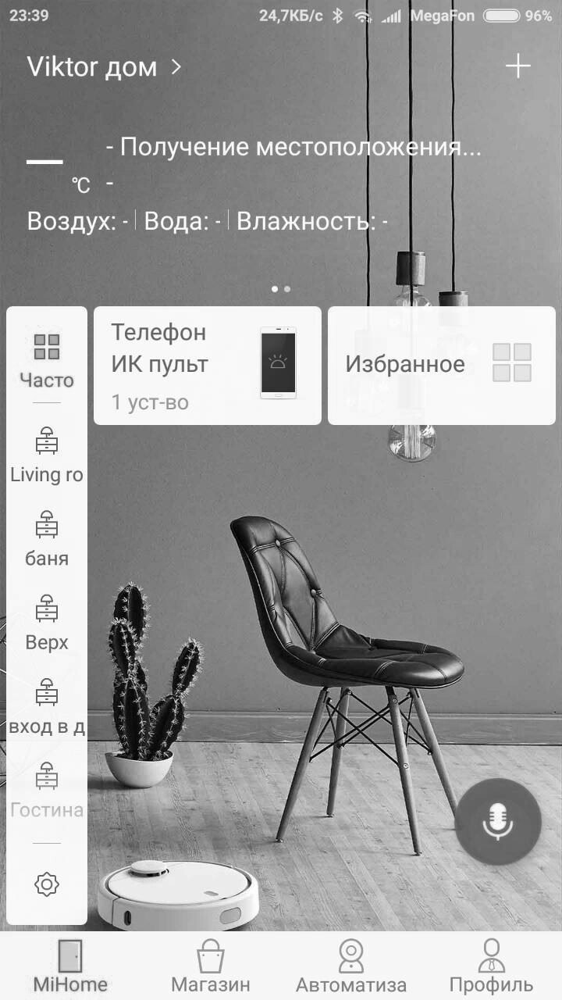 23:39 24,7КБ/с MegaFon 96%
Viktor дом >
- Получение местоположения...
°C -
Воздух: - | Вода: - | Влажность: -
Часто
Телефон
ИК пульт
1 уст-во
Избранное
Living ro
баня
Верх
вход в д
Гостина
MiHome Магазин Автоматиза Профиль